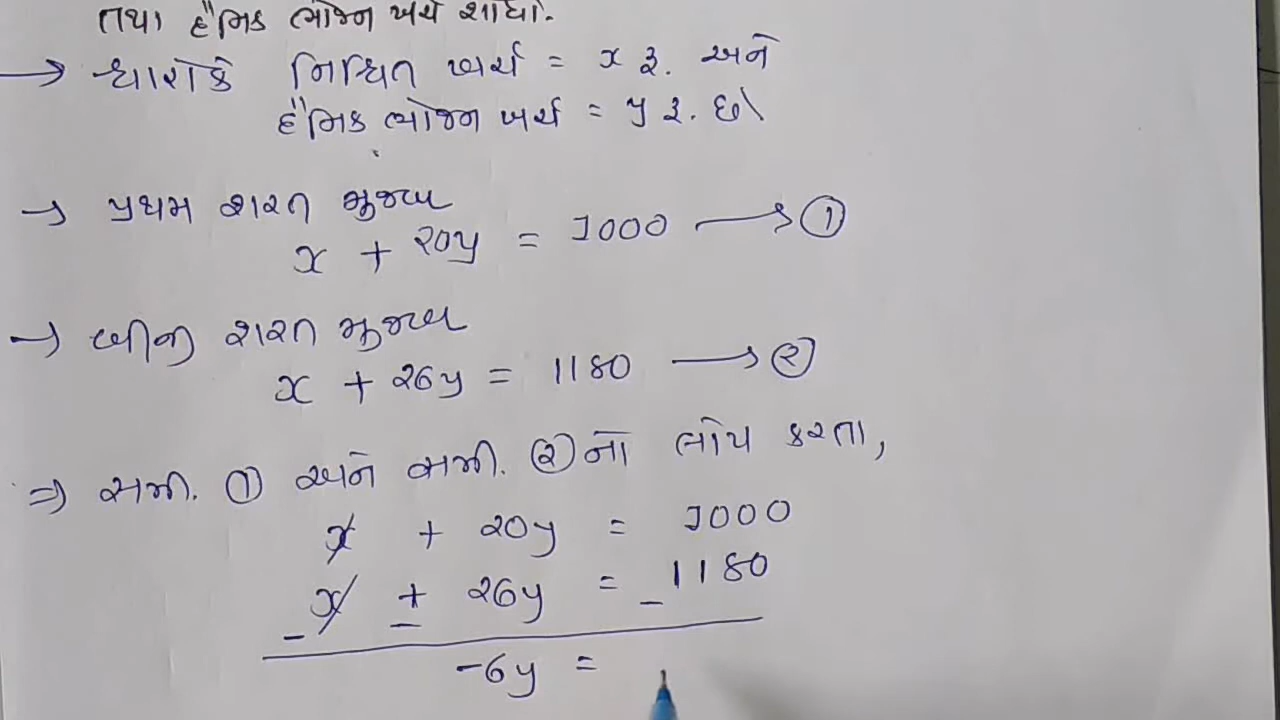 તથા દૈનિક ભોજન ખર્ચ શોધો.
→ ધારોકે નિશ્ચિત ખર્ચ = x રૂ. અને
દૈનિક ભોજન ખર્ચ = y રૂ. છે
→ પ્રથમ શરત મુજબ
x + 20y = 1000 → ①
→ બીજી શરત મુજબ
x + 26y = 1180 → ②
⇒ સમી. ① અને સમી. ②નો લોપ કરતા,
x + 20y = 1000
x + 26y = 1180
- - -
-6y =